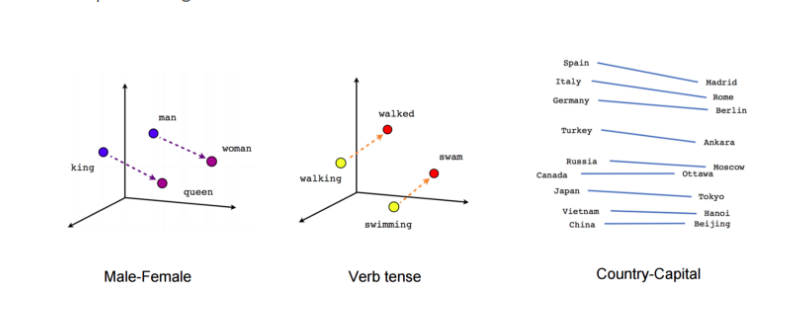 man
woman
king
queen
Male-Female
walked
swam
walking
swimming
Verb tense
Spain
Madrid
Italy
Rome
Germany
Berlin
Turkey
Ankara
Russia
Moscow
Canada
Ottawa
Japan
Tokyo
Vietnam
Hanoi
China
Beijing
Country-Capital